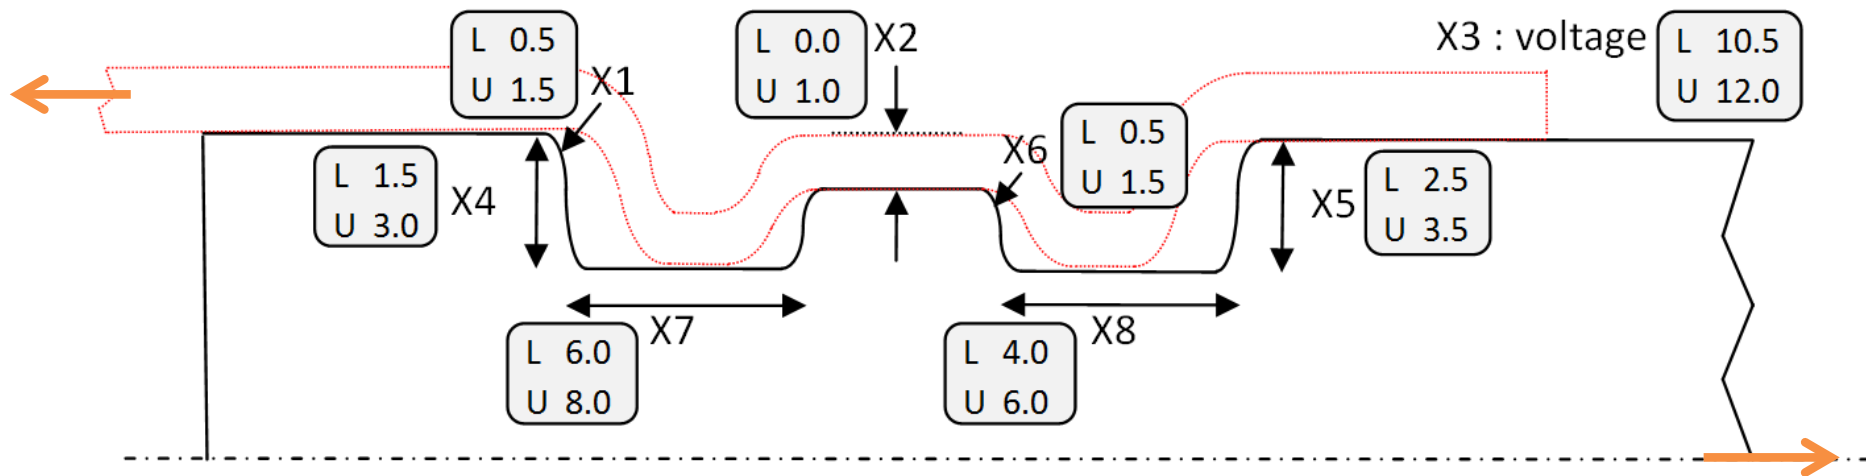 L 0.5
U 1.5
X1
L 0.0
U 1.0
X2
X3 : voltage
L 10.5
U 12.0
L 1.5
U 3.0
X4
X6
L 0.5
U 1.5
X5
L 2.5
U 3.5
X7
L 6.0
U 8.0
X8
L 4.0
U 6.0